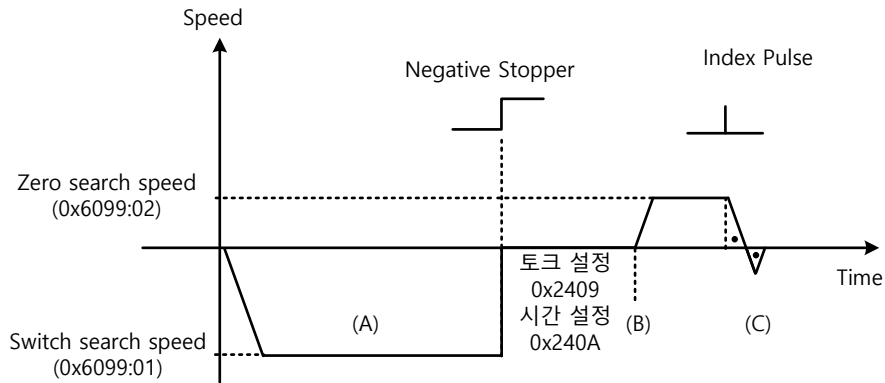 Speed
Negative Stopper
Index Pulse
Zero search speed
(0x6099:02)
토크 설정
0x2409
시간 설정
0x240A
Time
(A)
(B)
(C)
Switch search speed
(0x6099:01)